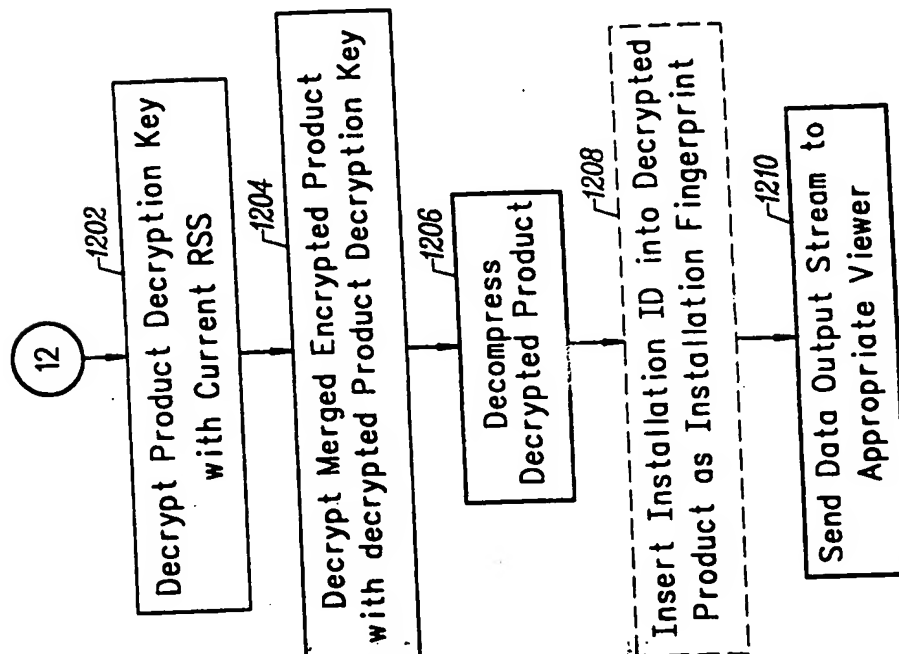 12
1202
Decrypt Product Decryption Key
with Current RSS
1204
Decrypt Merged Encrypted Product
with decrypted Product Decryption Key
1206
Decompress
Decrypted Product
1208
Insert Installation ID into Decrypted
Product as Installation Fingerprint
1210
Send Data Output Stream to
Appropriate Viewer